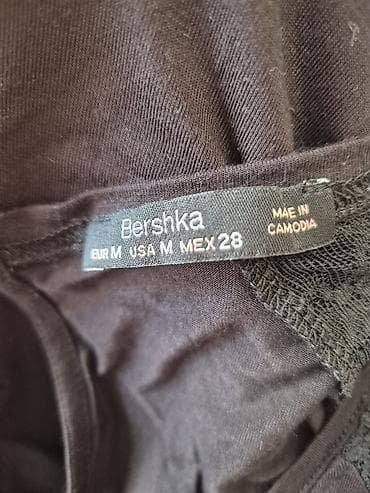 Bershka
EUR M USA M MEX 28
MAE IN
CAMODIA